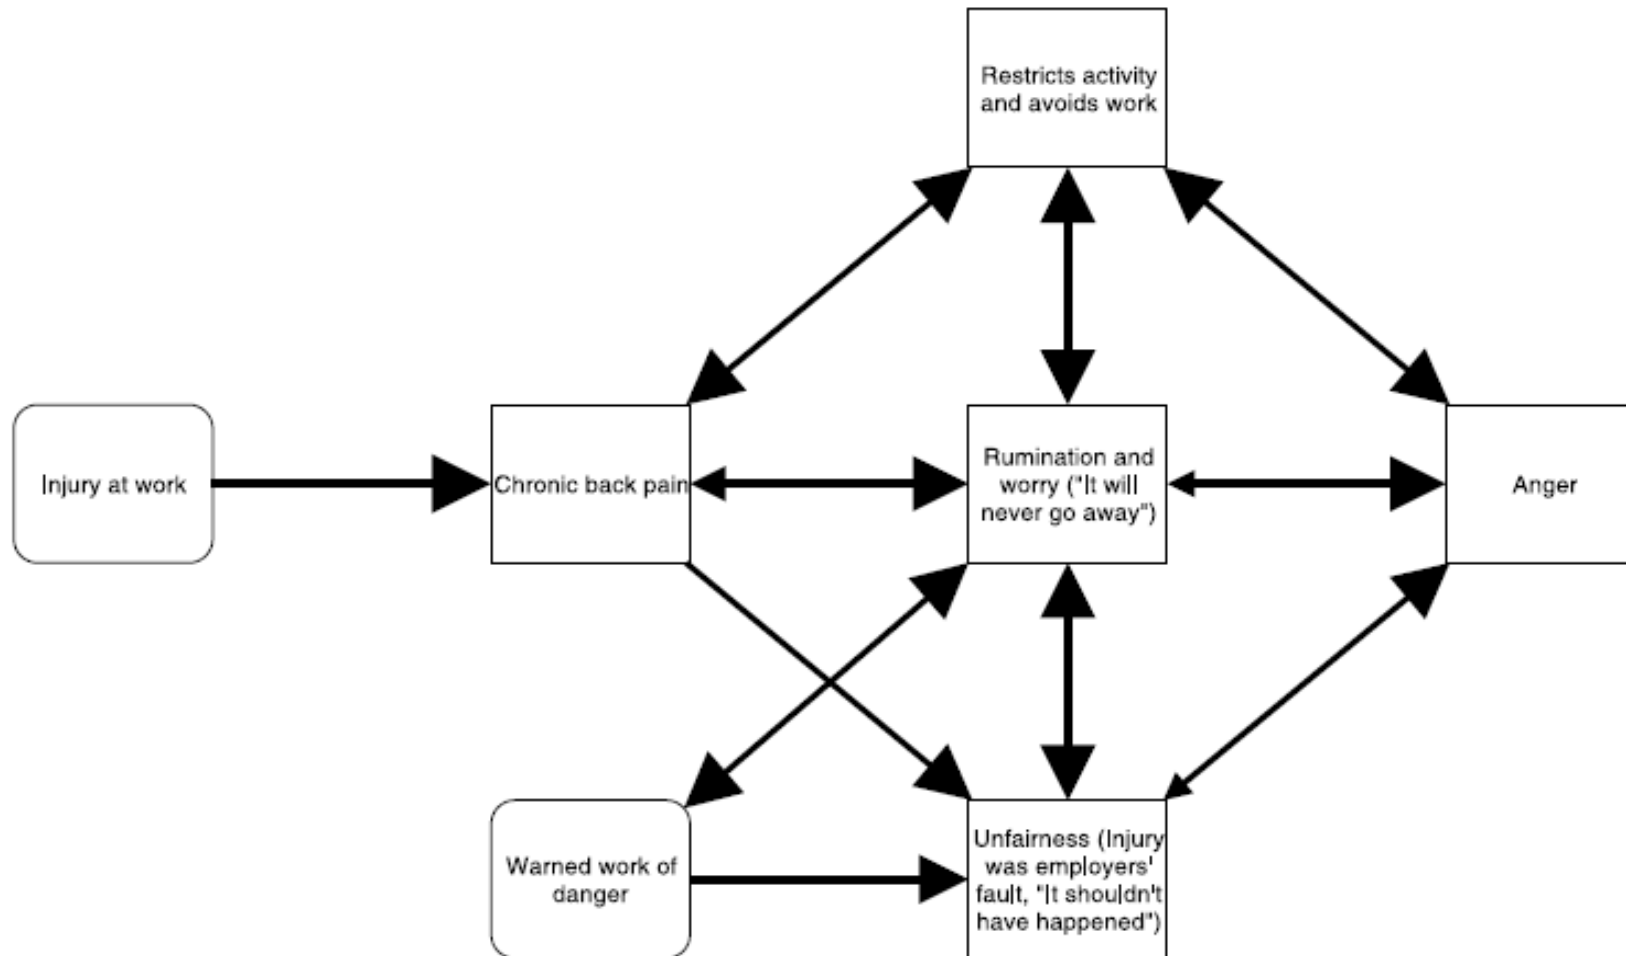 Restricts activity
and avoids work
Injury at work
Chronic back pain
Rumination and
worry ("It will
never go away")
Anger
Warned work of
danger
Unfairness (Injury
was employers'
fault, "It shouldn't
have happened")